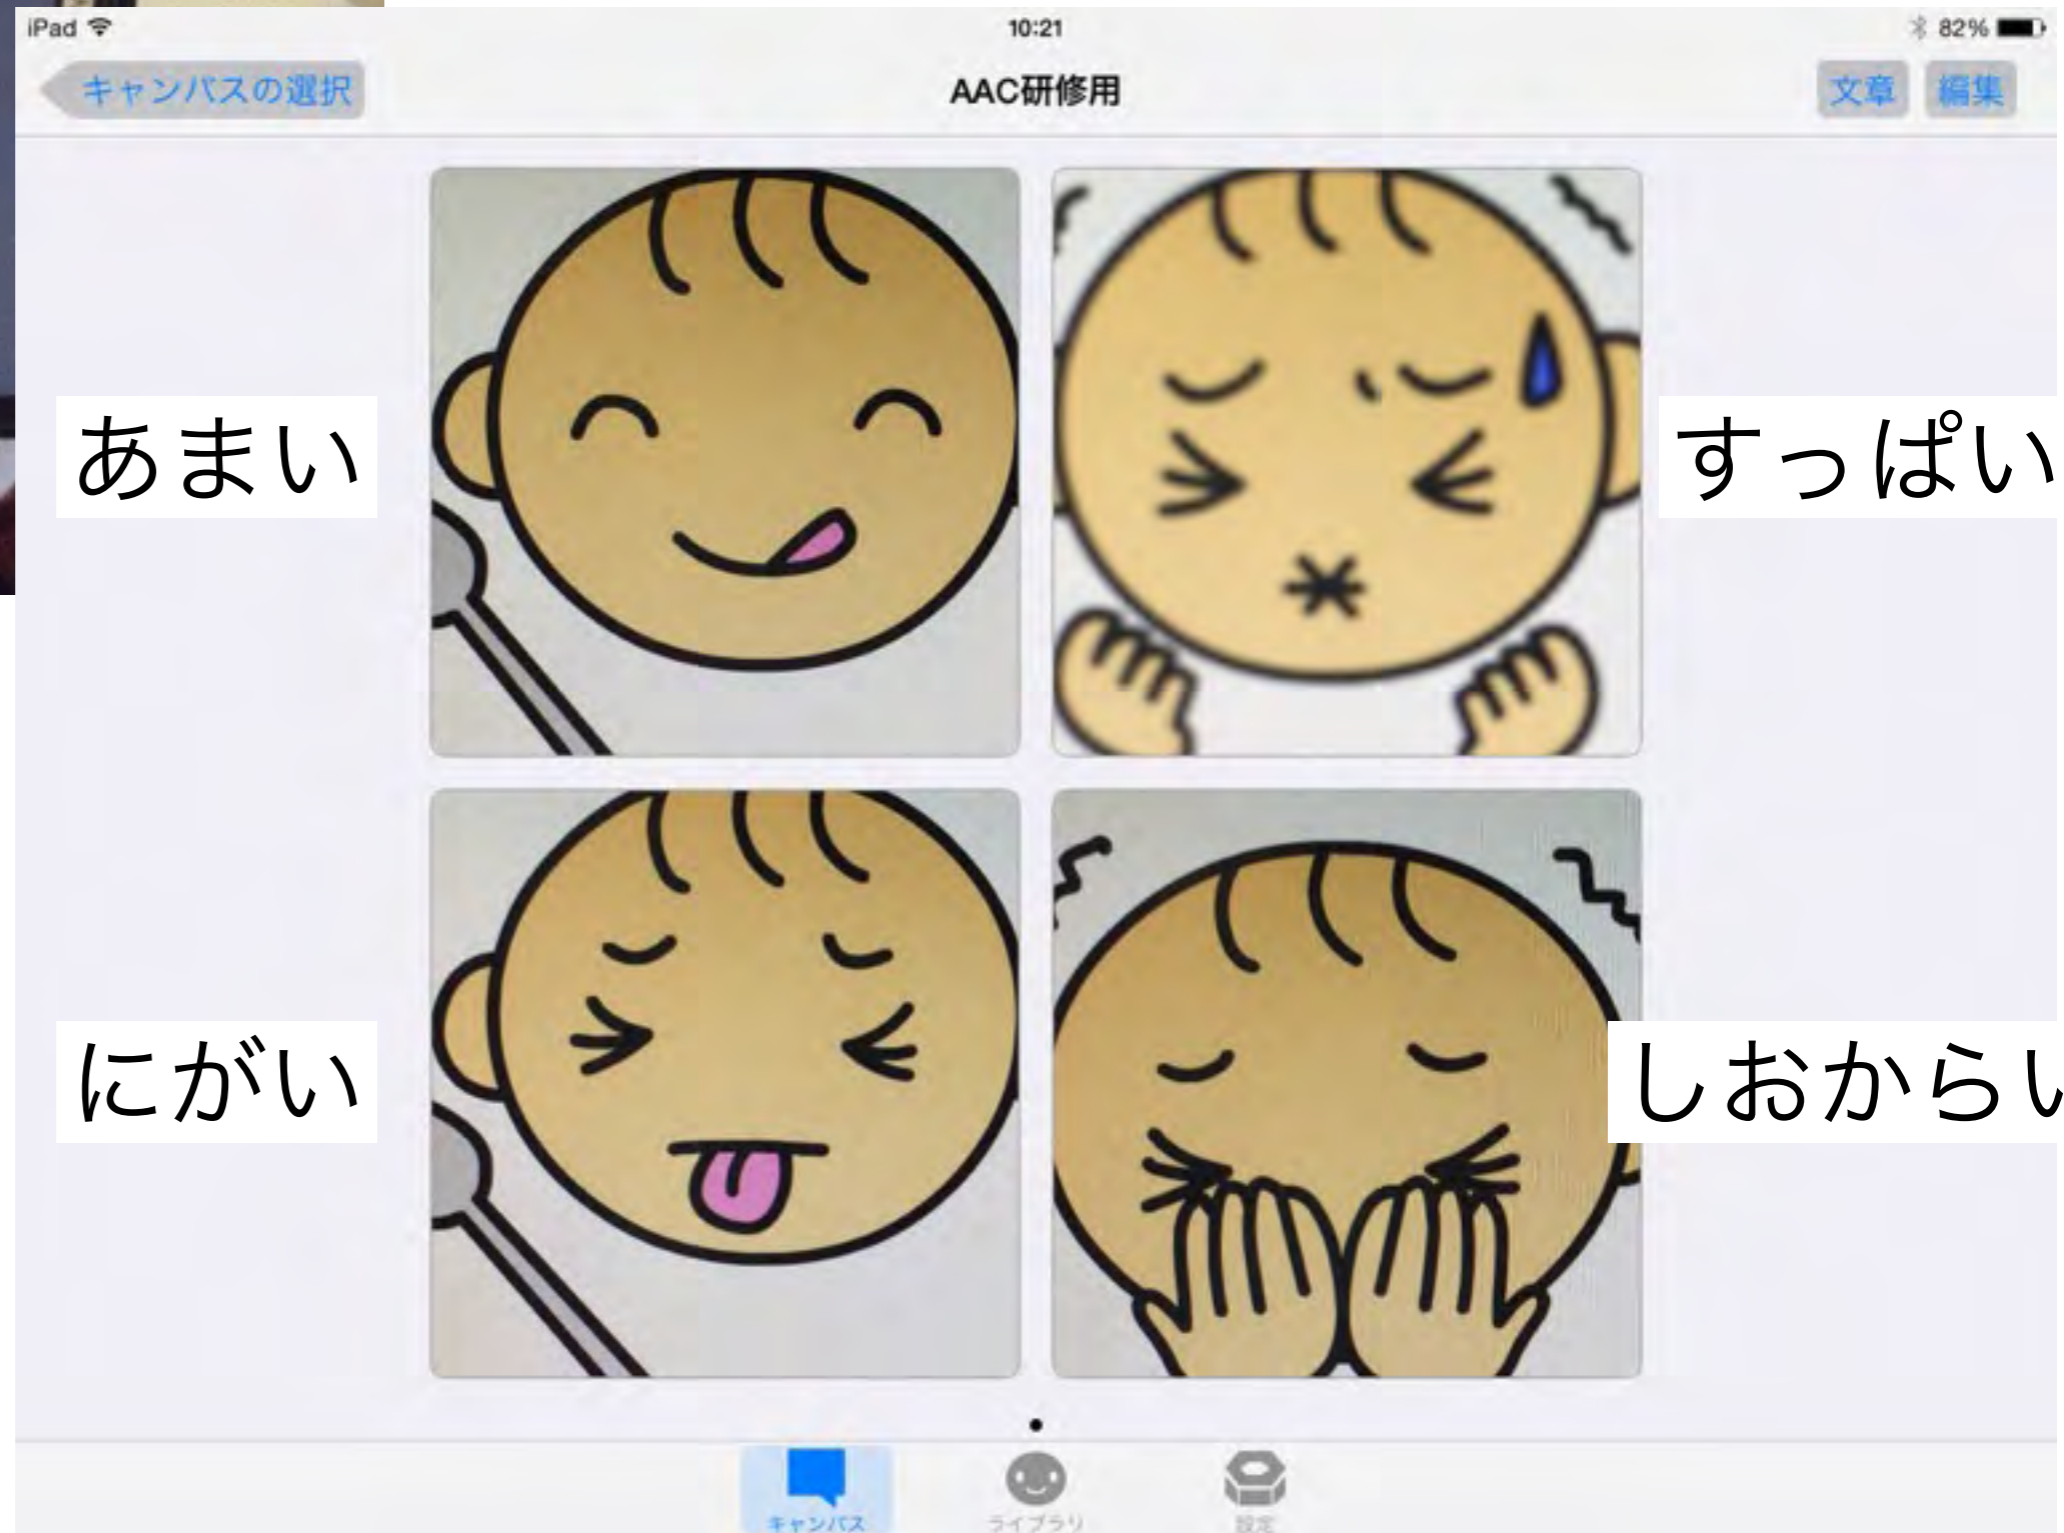 iPad
10:21
82%
キャンバスの選択
AAC研修用
文章
編集
あまい
すっぱい
にがい
しおからい
キャンバス
ライブラリ
設定